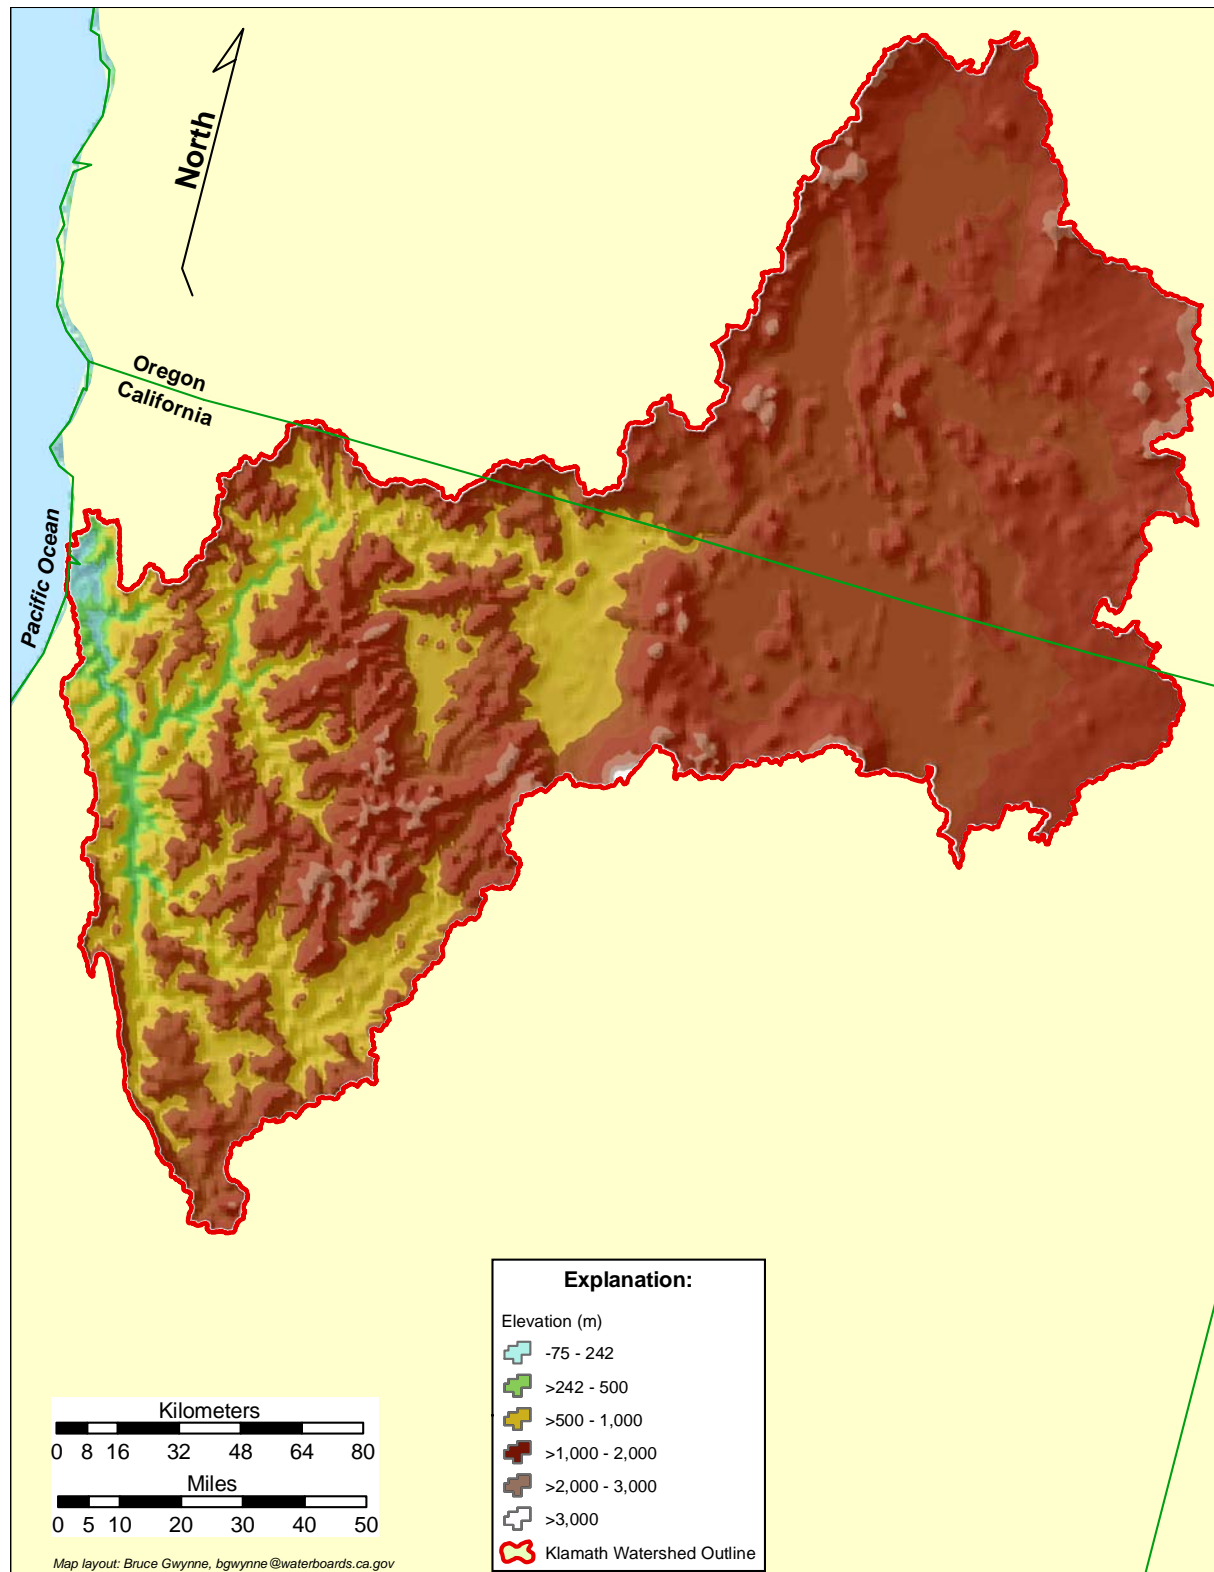 North
Oregon
California
Pacific Ocean
Explanation:
Elevation (m)
-75 - 242
>242 - 500
>500 - 1,000
>1,000 - 2,000
>2,000 - 3,000
>3,000
Klamath Watershed Outline
Kilometers
0 8 16 32 48 64 80
Miles
0 5 10 20 30 40 50
Map layout: Bruce Gwynne, bgwynne@waterboards.ca.gov